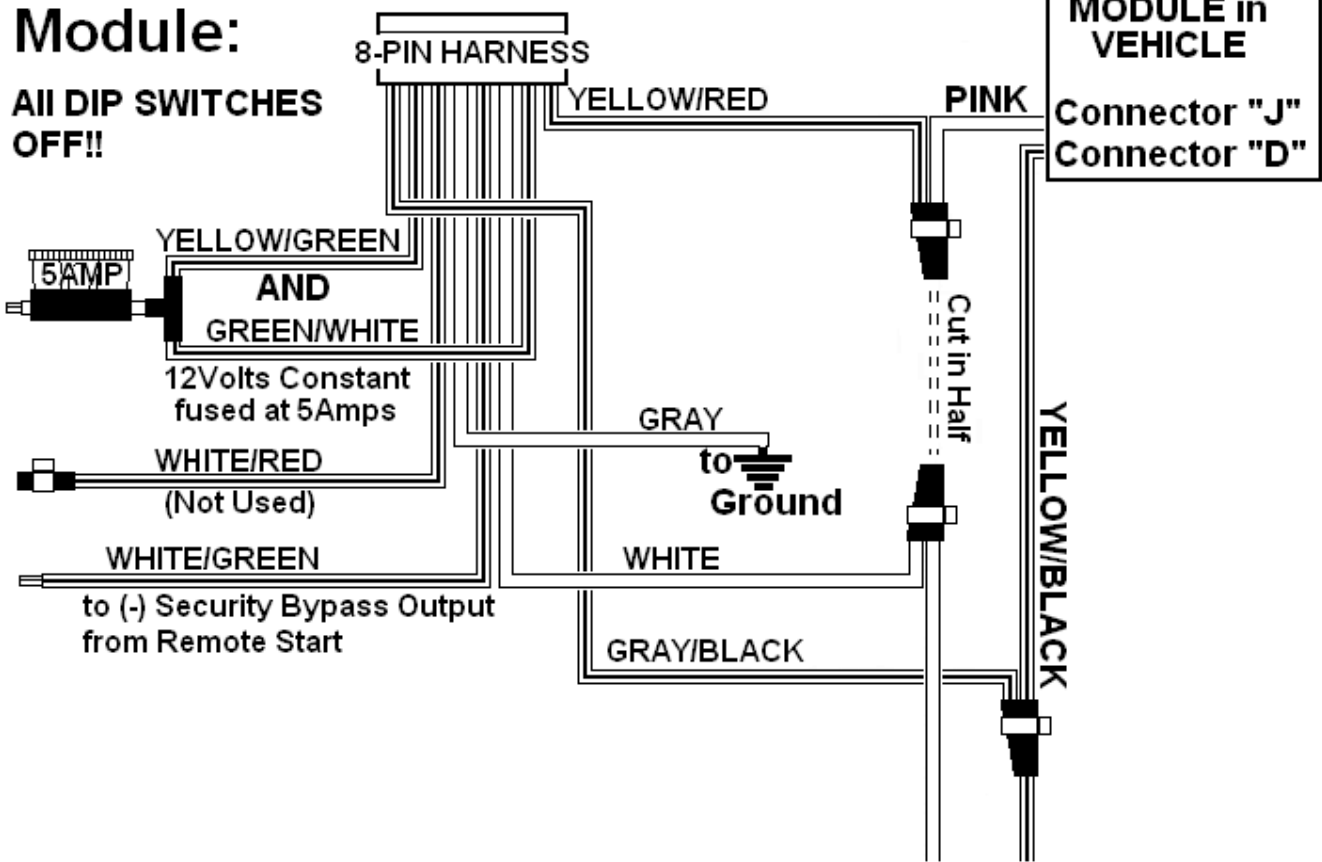 Module:
All DIP SWITCHES
OFF!!
8-PIN HARNESS
YELLOW/RED
PINK
MODULE in
VEHICLE
Connector "J"
Connector "D"
YELLOW/GREEN
5AMP
AND
GREEN/WHITE
12Volts Constant
fused at 5Amps
Cut in Half
GRAY
to
Ground
WHITE/RED
(Not Used)
YELLOW/BLACK
WHITE/GREEN
WHITE
to (-) Security Bypass Output
from Remote Start
GRAY/BLACK